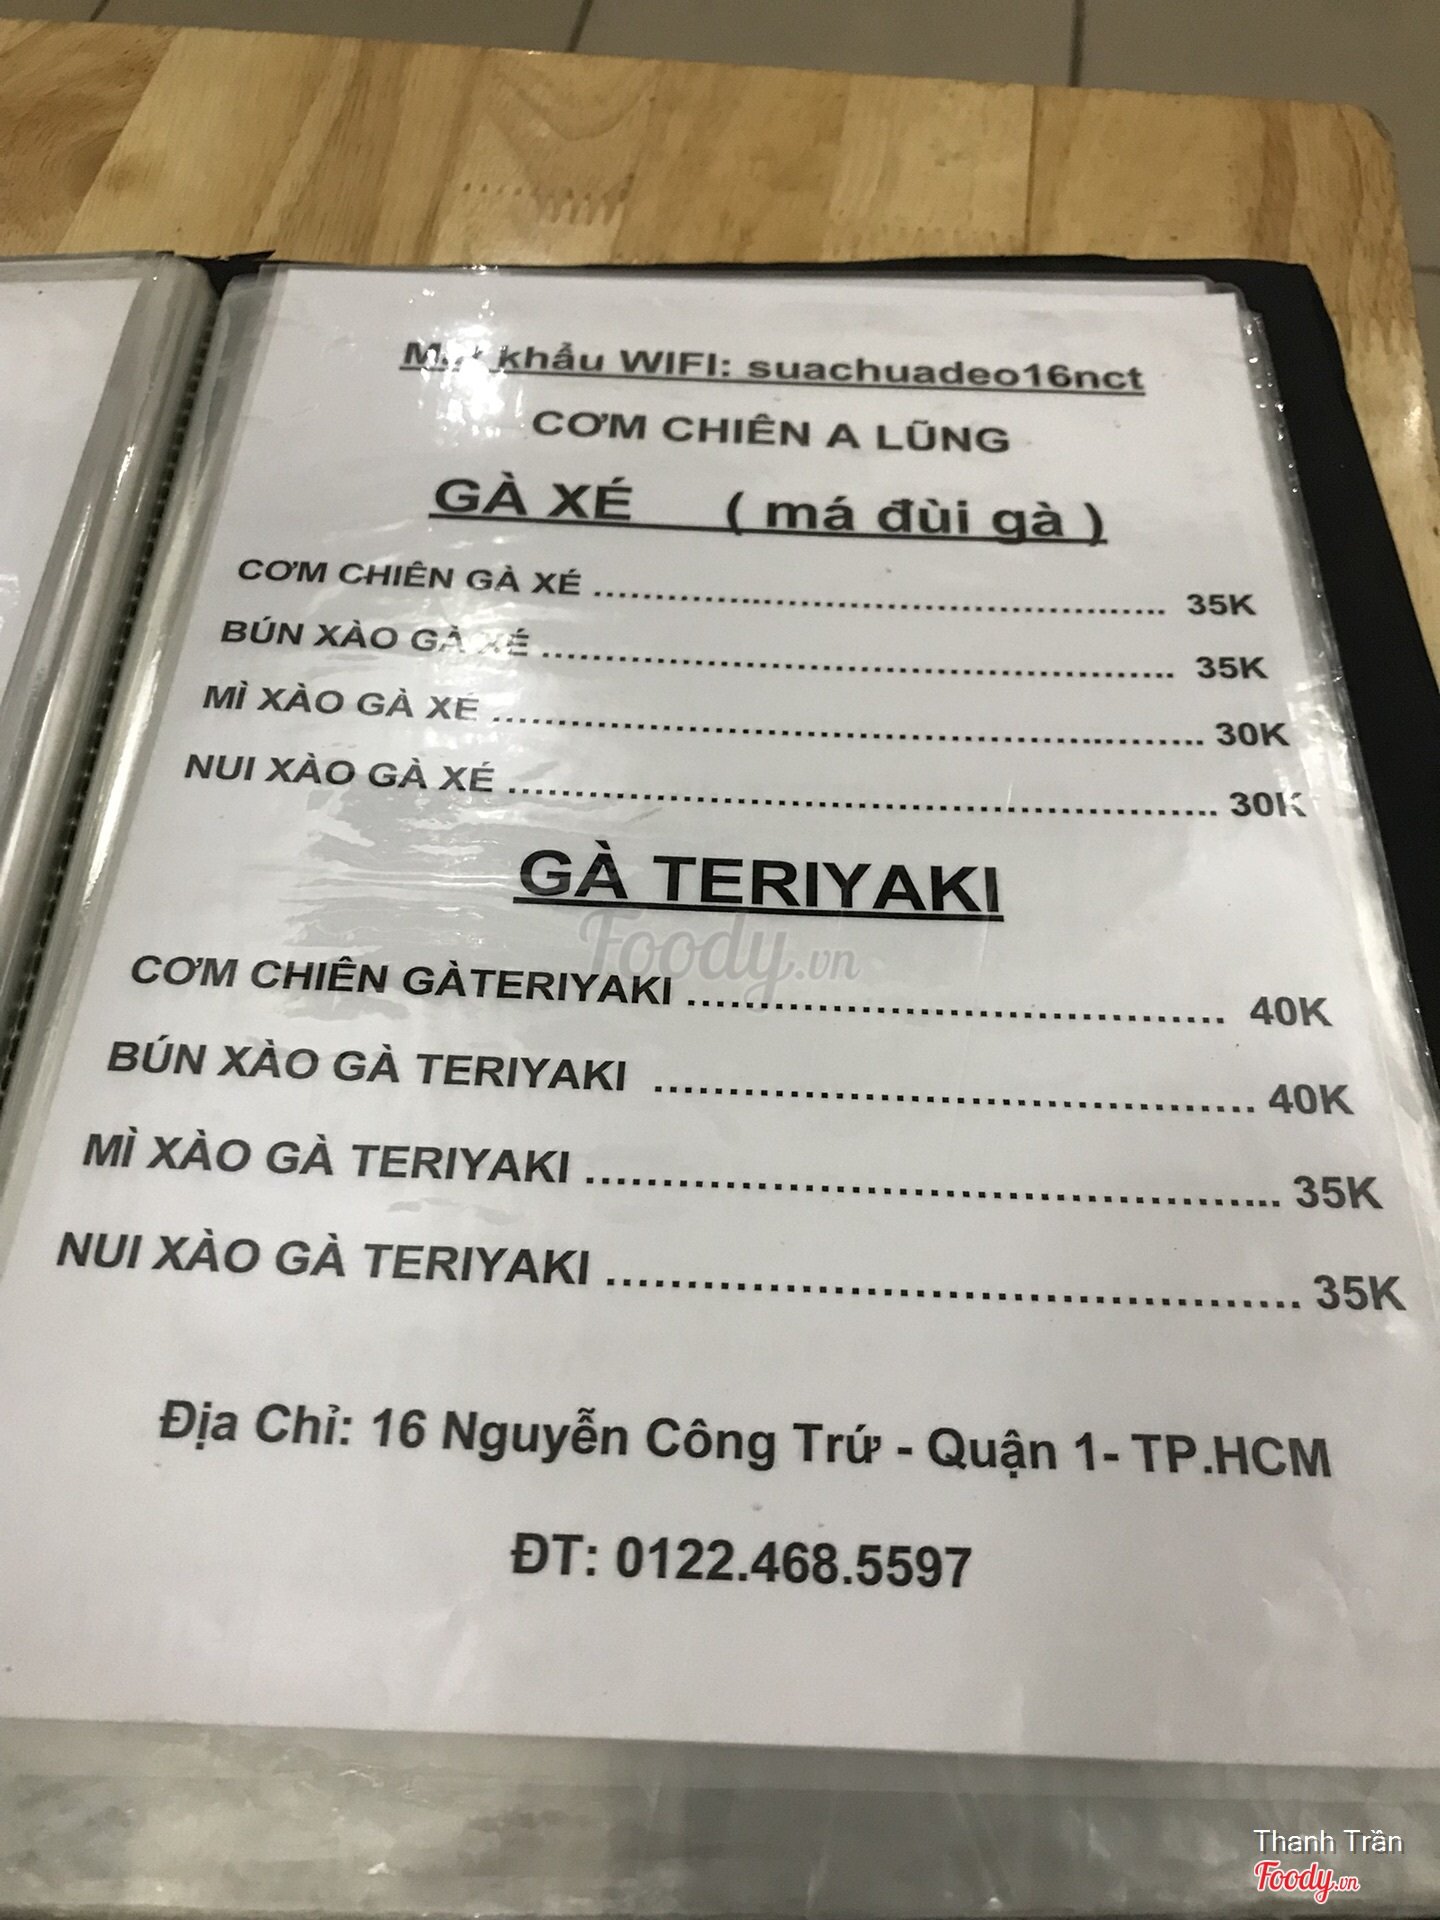 Mật khẩu WIFI: suachuadeo16nct
CƠM CHIÊN A LŨNG
GÀ XÉ ( má đùi gà )
CƠM CHIÊN GÀ XÉ ........................................................ 35K
BÚN XÀO GÀ XÉ ............................................................ 35K
MÌ XÀO GÀ XÉ ................................................................ 30K
NUI XÀO GÀ XÉ .............................................................. 30K
GÀ TERIYAKI
Foody.vn
CƠM CHIÊN GÀTERIYAKI ........................................ 40K
BÚN XÀO GÀ TERIYAKI ............................................ 40K
MÌ XÀO GÀ TERIYAKI ................................................ 35K
NUI XÀO GÀ TERIYAKI .............................................. 35K
Địa Chỉ: 16 Nguyễn Công Trứ - Quận 1- TP.HCM
ĐT: 0122.468.5597
Thanh Trần
Foody.vn